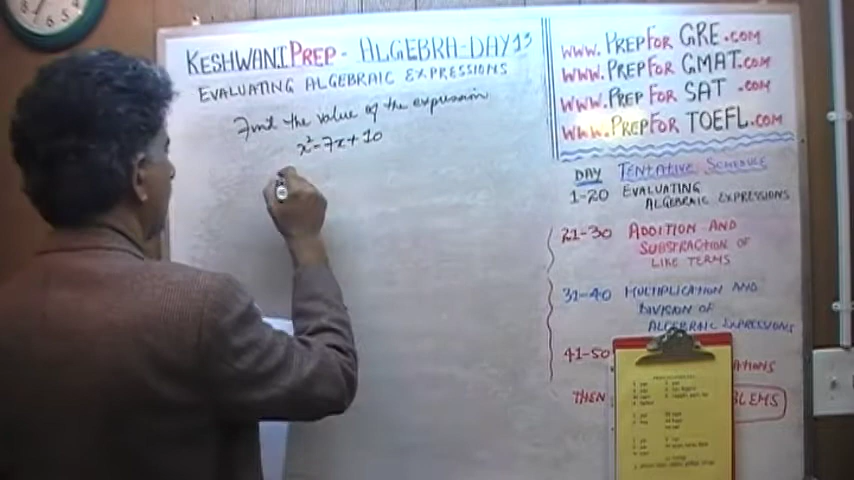 KESHWANIPREP - ALGEBRA-DAY 13
EVALUATING ALGEBRAIC EXPRESSIONS
Find the value of the expression
x²-7x+10
www.PREPFOR GRE.COM
www.PREPFOR GMAT.COM
www.PREPFOR SAT.COM
www.PREPFOR TOEFL.COM
DAY TENTATIVE SCHEDULE
1-20 EVALUATING
ALGEBRAIC EXPRESSIONS
21-30 ADDITION AND
SUBSTRACTION OF
LIKE TERMS
31-40 MULTIPLICATION AND
DIVISION OF
ALGEBRAIC EXPRESSIONS
41-50 ATIONS
THEN BLEMS